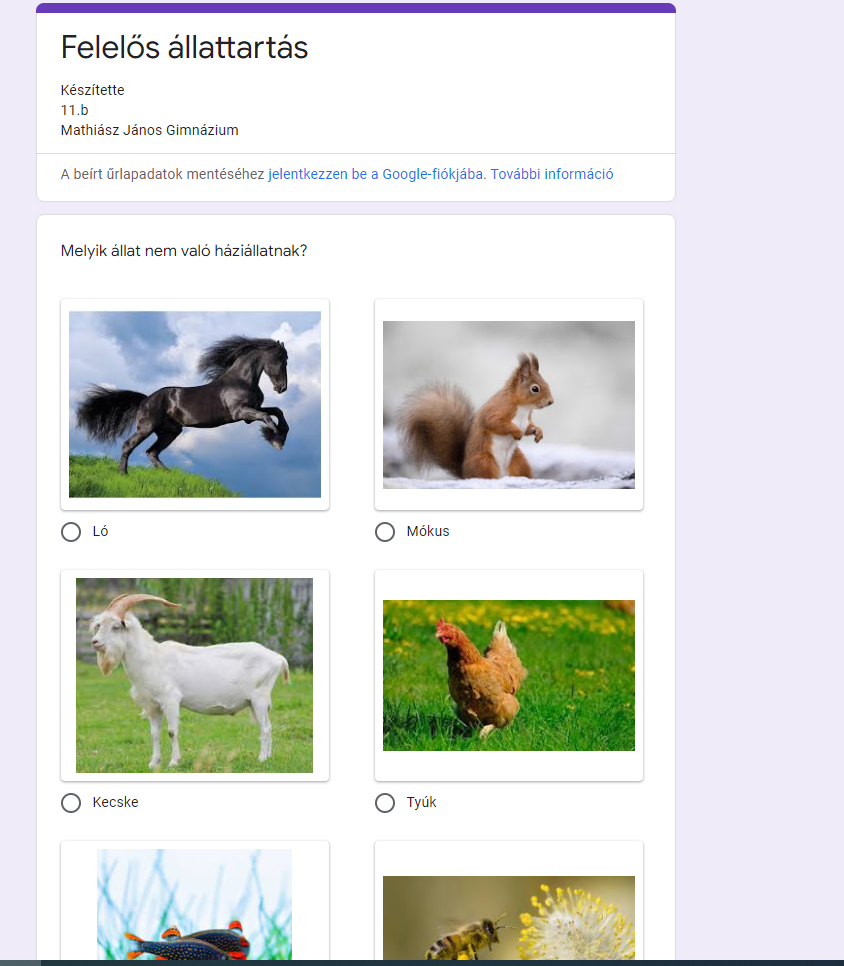 Felelős állattartás
Készítette
11.b
Mathiász János Gimnázium
A beírt űrlapadatok mentéséhez jelentkezzen be a Google-fiókjába. További információ
Melyik állat nem való háziállatnak?
Ló
Mókus
Kecske
Tyúk